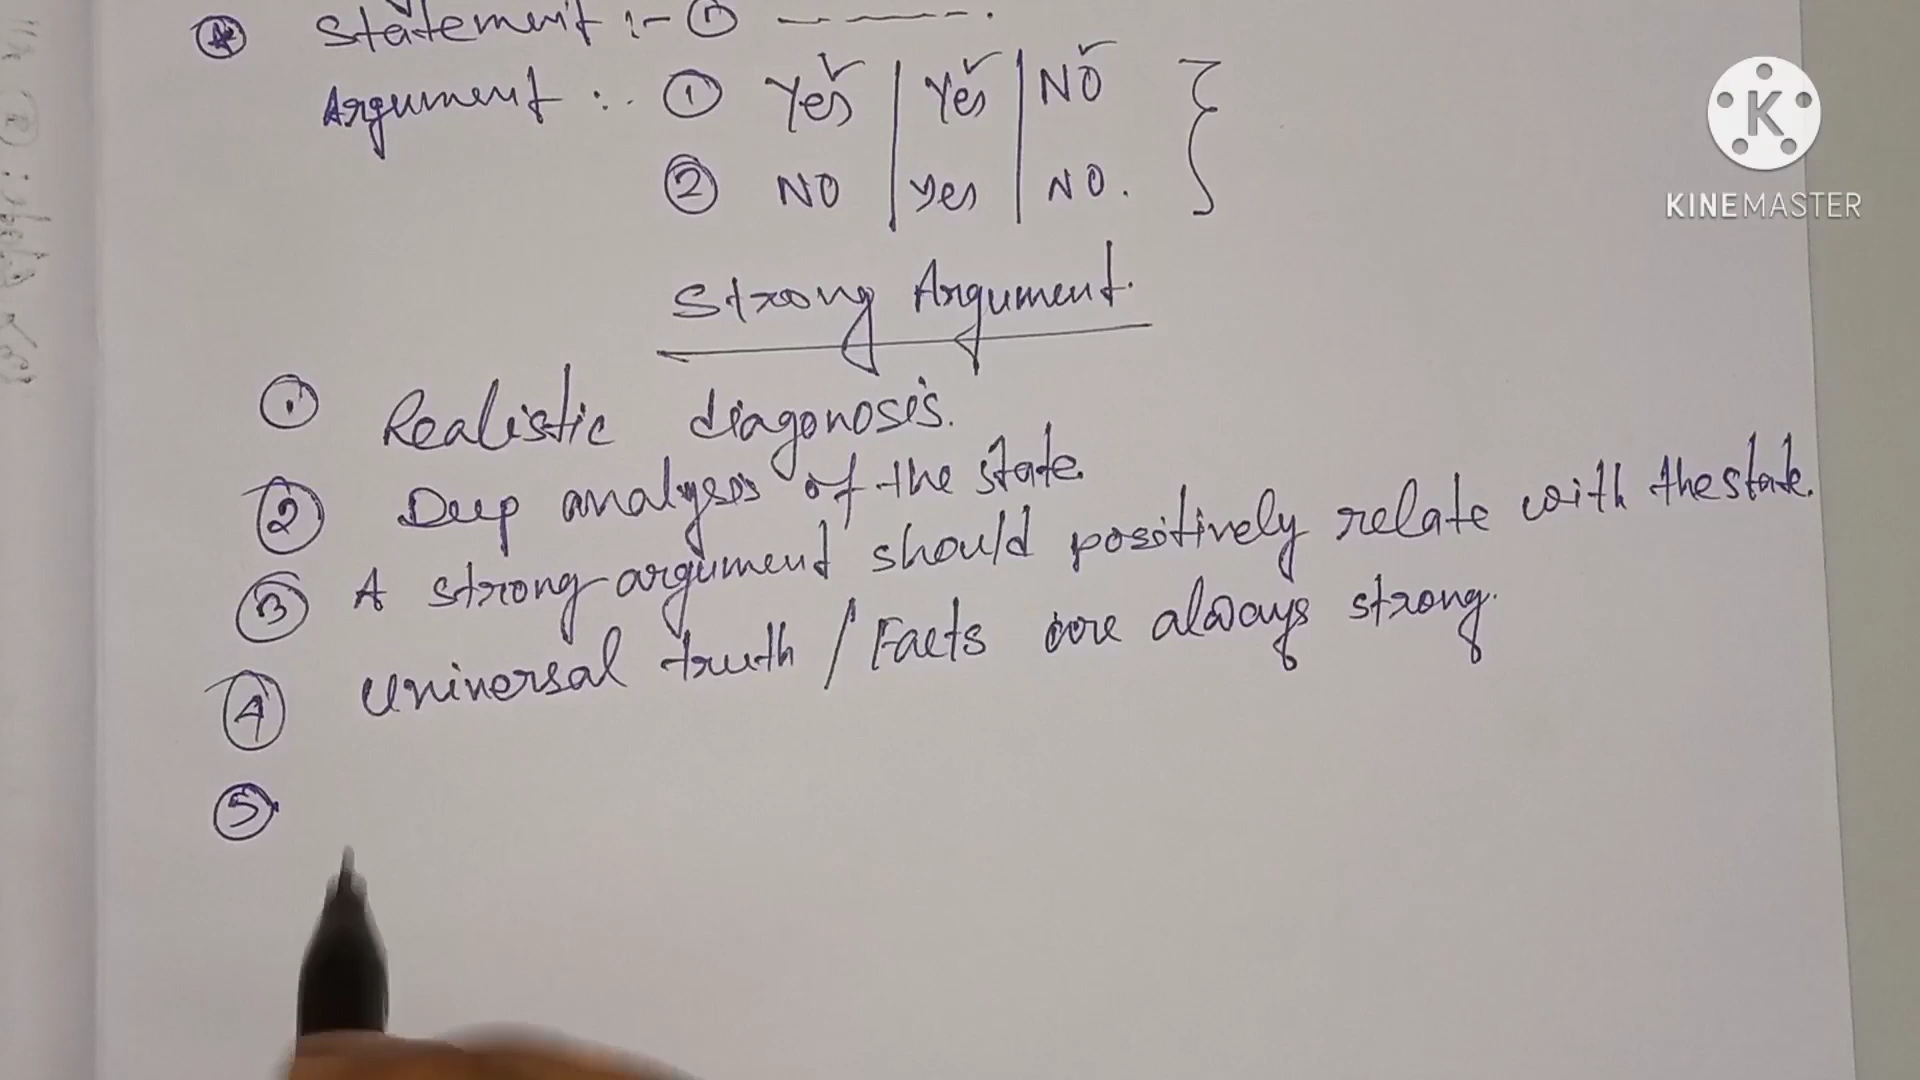 Statement :- ① ———.
Argument :- ① Yes | Yes | NO
② NO | yes | NO.
Strong Argument.
① Realistic diagonosis.
② Deep analysis of the state.
③ A strong argument should positively relate with the state.
④ universal truth / Facts are always strong.
⑤
K
KINEMASTER